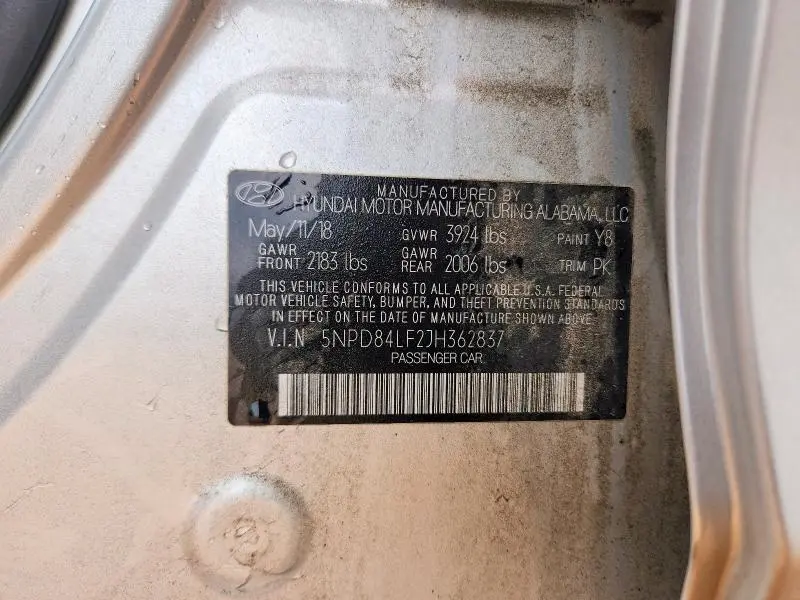 MANUFACTURED BY
HYUNDAI MOTOR MANUFACTURING ALABAMA, LLC
May/11/18 GVWR 3924 lbs PAINT Y8
GAWR FRONT 2183 lbs GAWR REAR 2006 lbs TRIM PK
THIS VEHICLE CONFORMS TO ALL APPLICABLE U.S.A. FEDERAL
MOTOR VEHICLE SAFETY, BUMPER, AND THEFT PREVENTION STANDARDS
IN EFFECT ON THE DATE OF MANUFACTURE SHOWN ABOVE.
V.I.N 5NPD84LF2JH362837
PASSENGER CAR